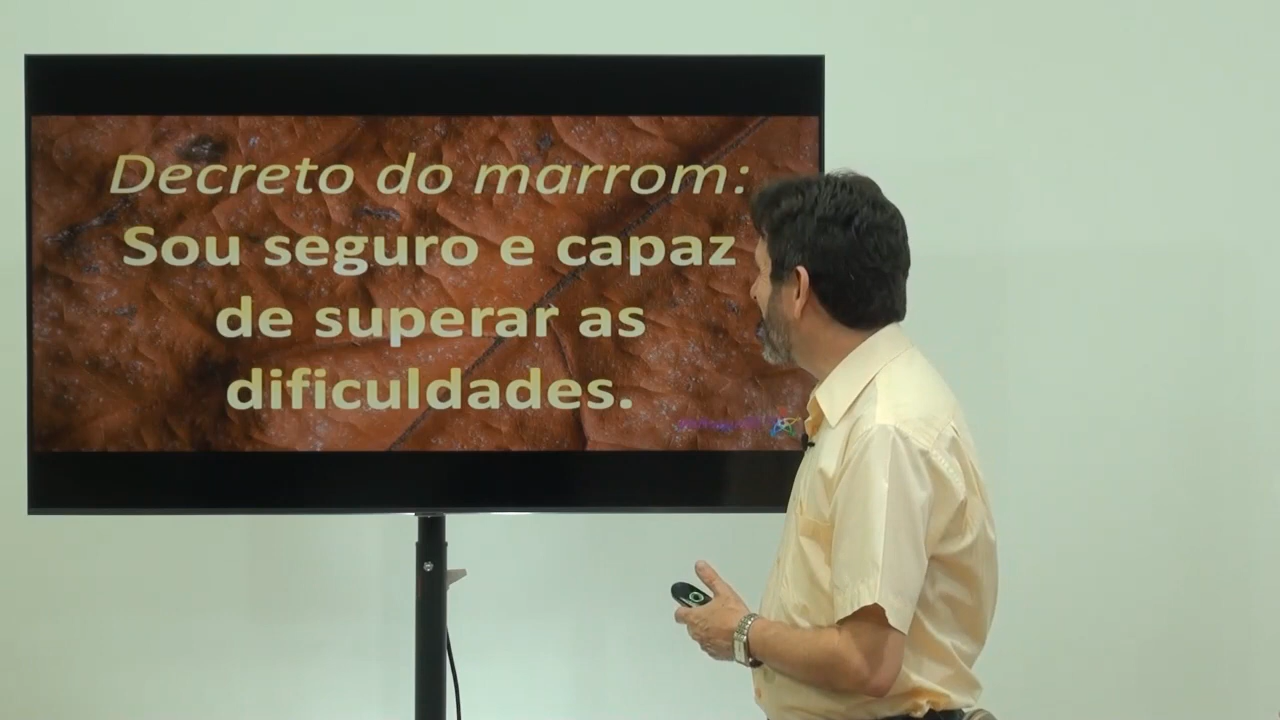 Decreto do marrom:
Sou seguro e capaz
de superar as
dificuldades.